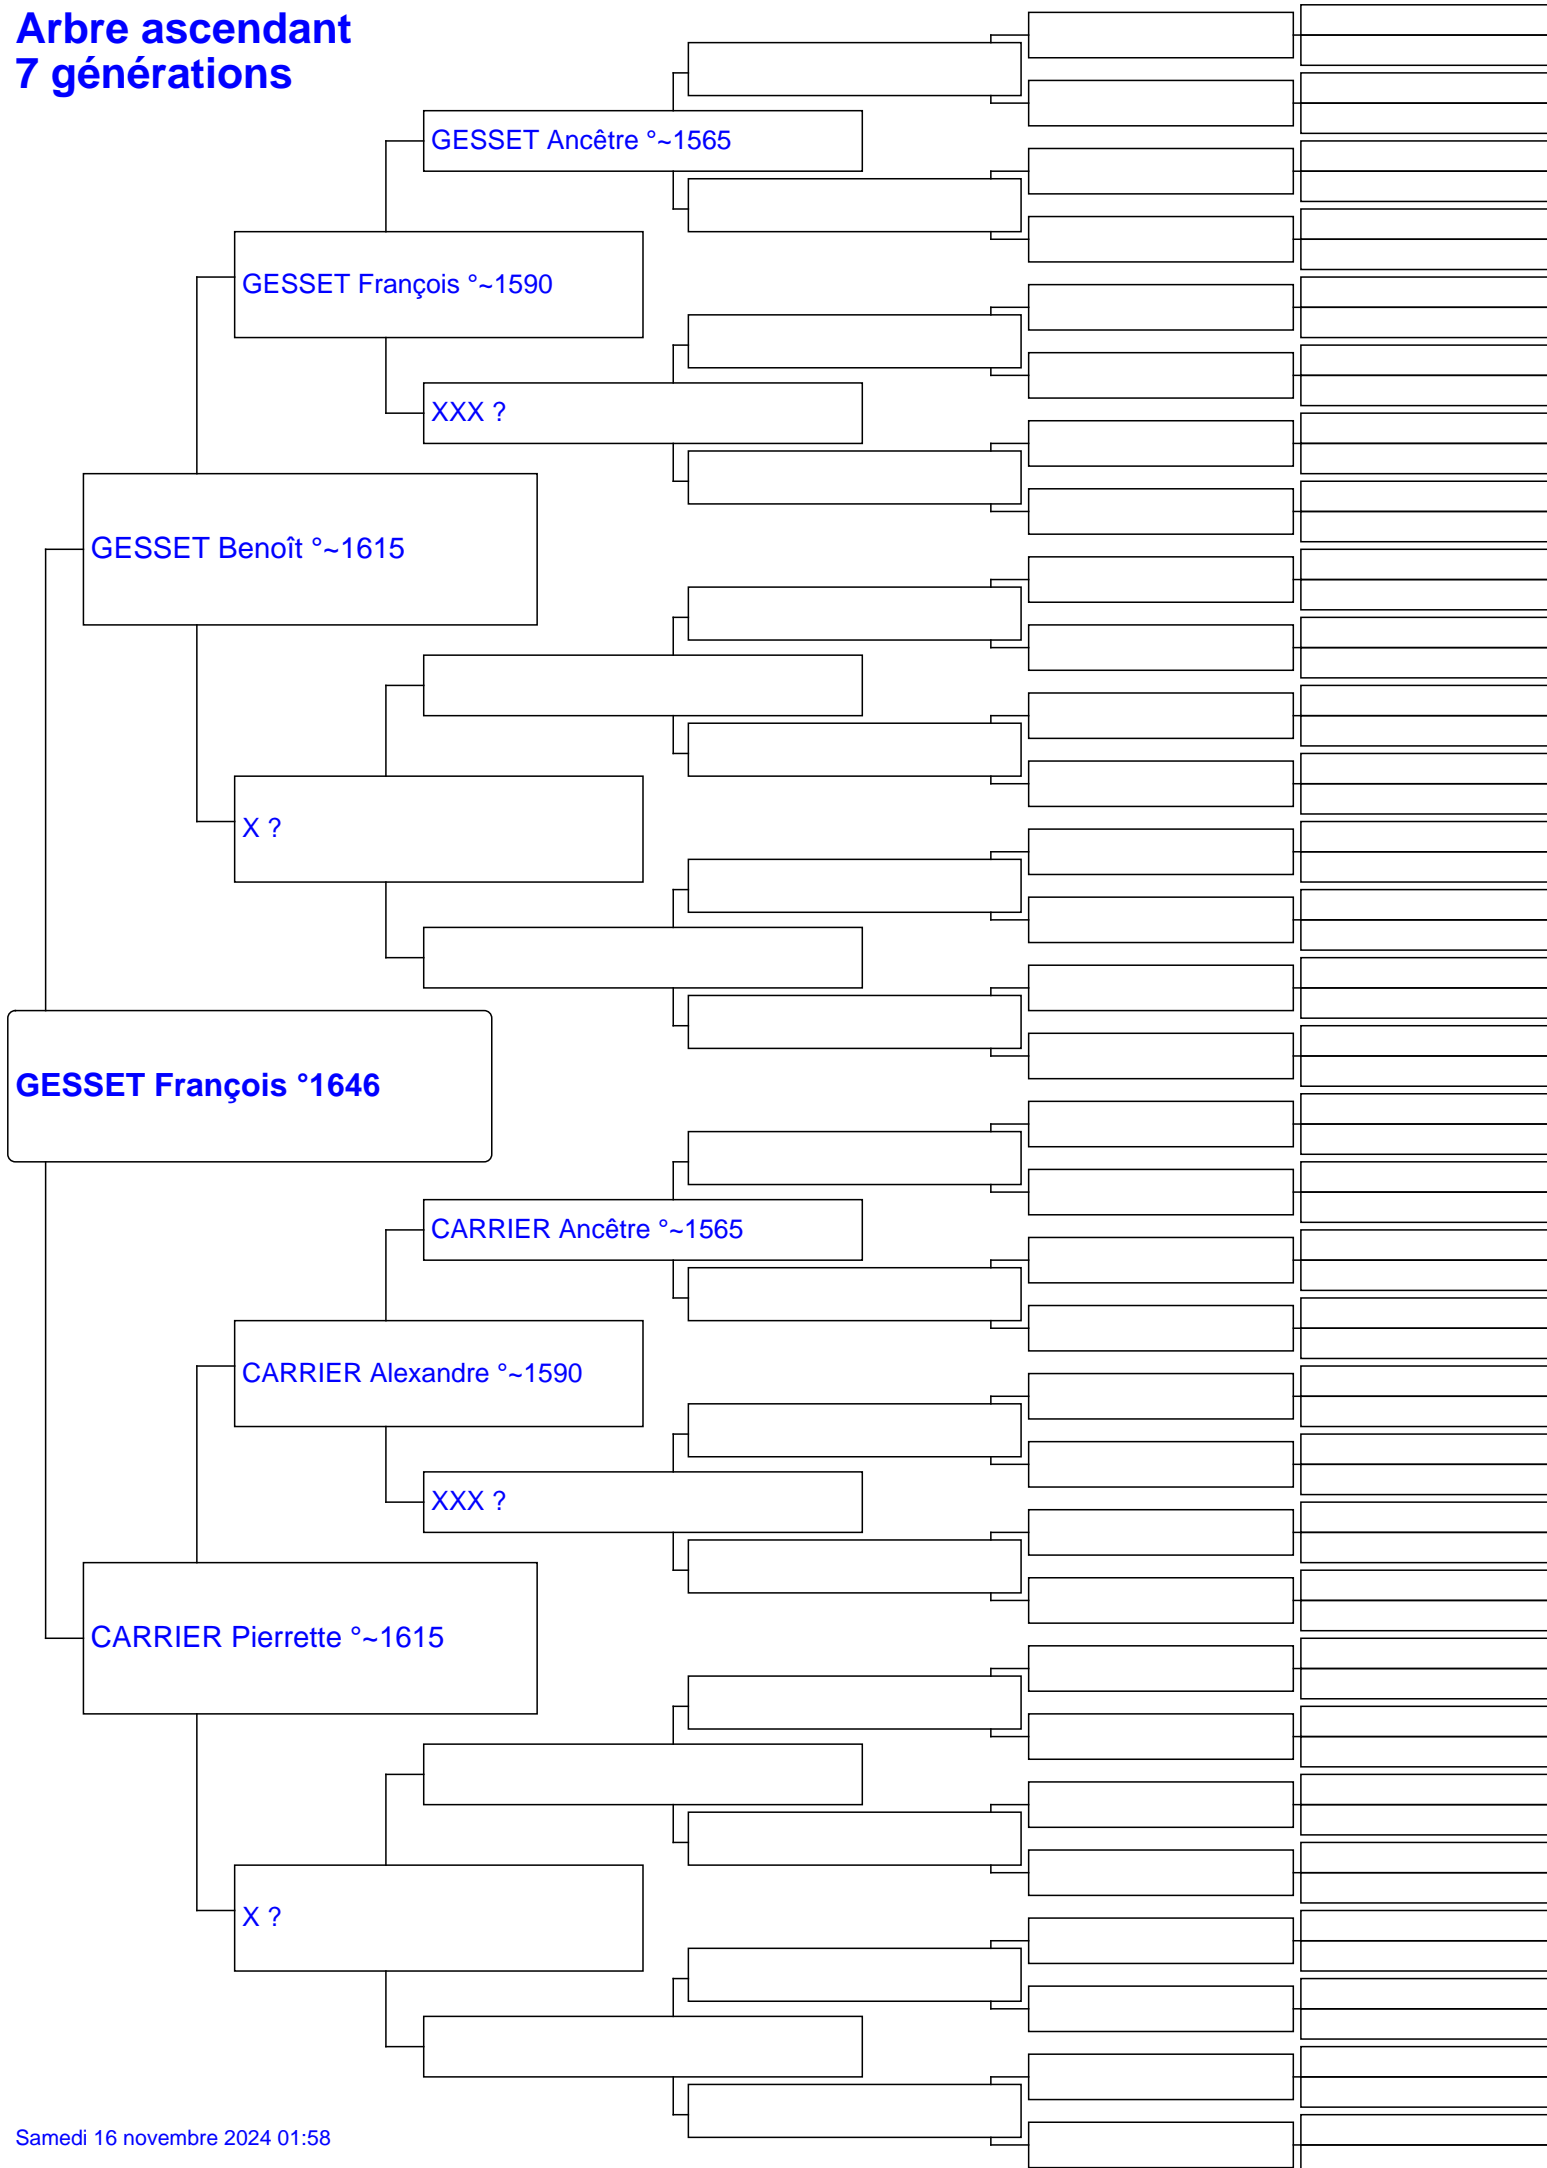 Arbre ascendant
7 générations
GESSET Ancêtre °~1565
GESSET François °~1590
XXX ?
GESSET Benoît °~1615
X ?
GESSET François °1646
CARRIER Ancêtre °~1565
CARRIER Alexandre °~1590
XXX ?
CARRIER Pierrette °~1615
X ?
Samedi 16 novembre 2024 01:58